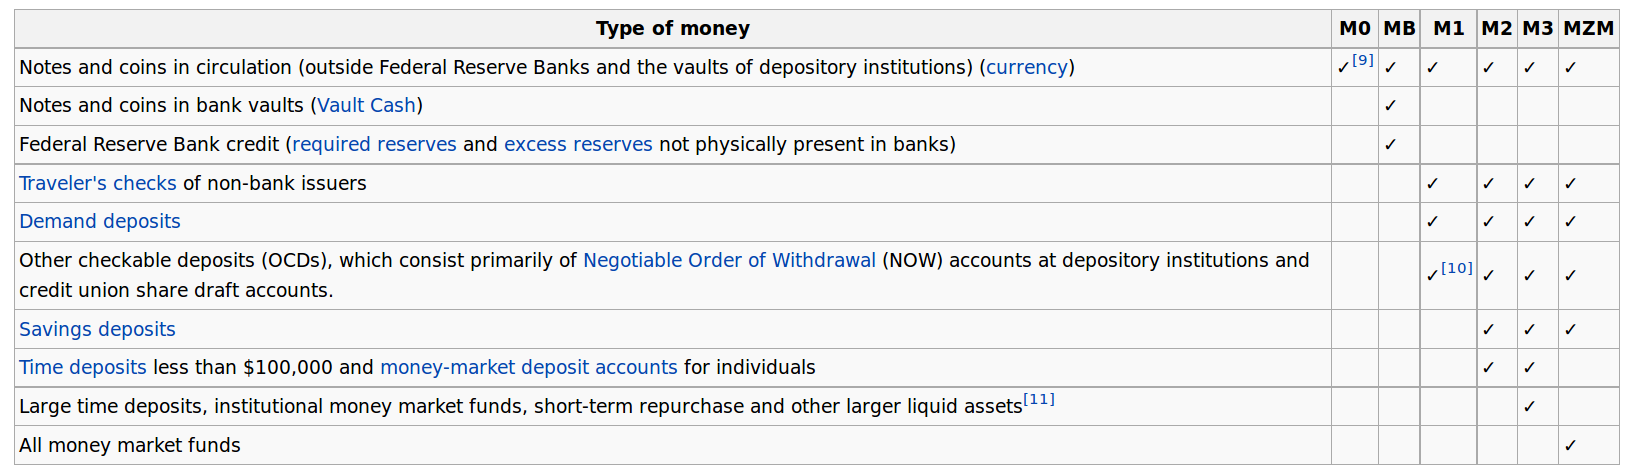 Type of money M0 MB M1 M2 M3 MZM
Notes and coins in circulation (outside Federal Reserve Banks and the vaults of depository institutions) (currency) ✓[9] ✓ ✓ ✓ ✓ ✓
Notes and coins in bank vaults (Vault Cash) ✓
Federal Reserve Bank credit (required reserves and excess reserves not physically present in banks) ✓
Traveler's checks of non-bank issuers ✓ ✓ ✓ ✓
Demand deposits ✓ ✓ ✓ ✓
Other checkable deposits (OCDs), which consist primarily of Negotiable Order of Withdrawal (NOW) accounts at depository institutions and
credit union share draft accounts. ✓[10] ✓ ✓ ✓
Savings deposits ✓ ✓ ✓
Time deposits less than $100,000 and money-market deposit accounts for individuals ✓ ✓
Large time deposits, institutional money market funds, short-term repurchase and other larger liquid assets[11] ✓
All money market funds ✓